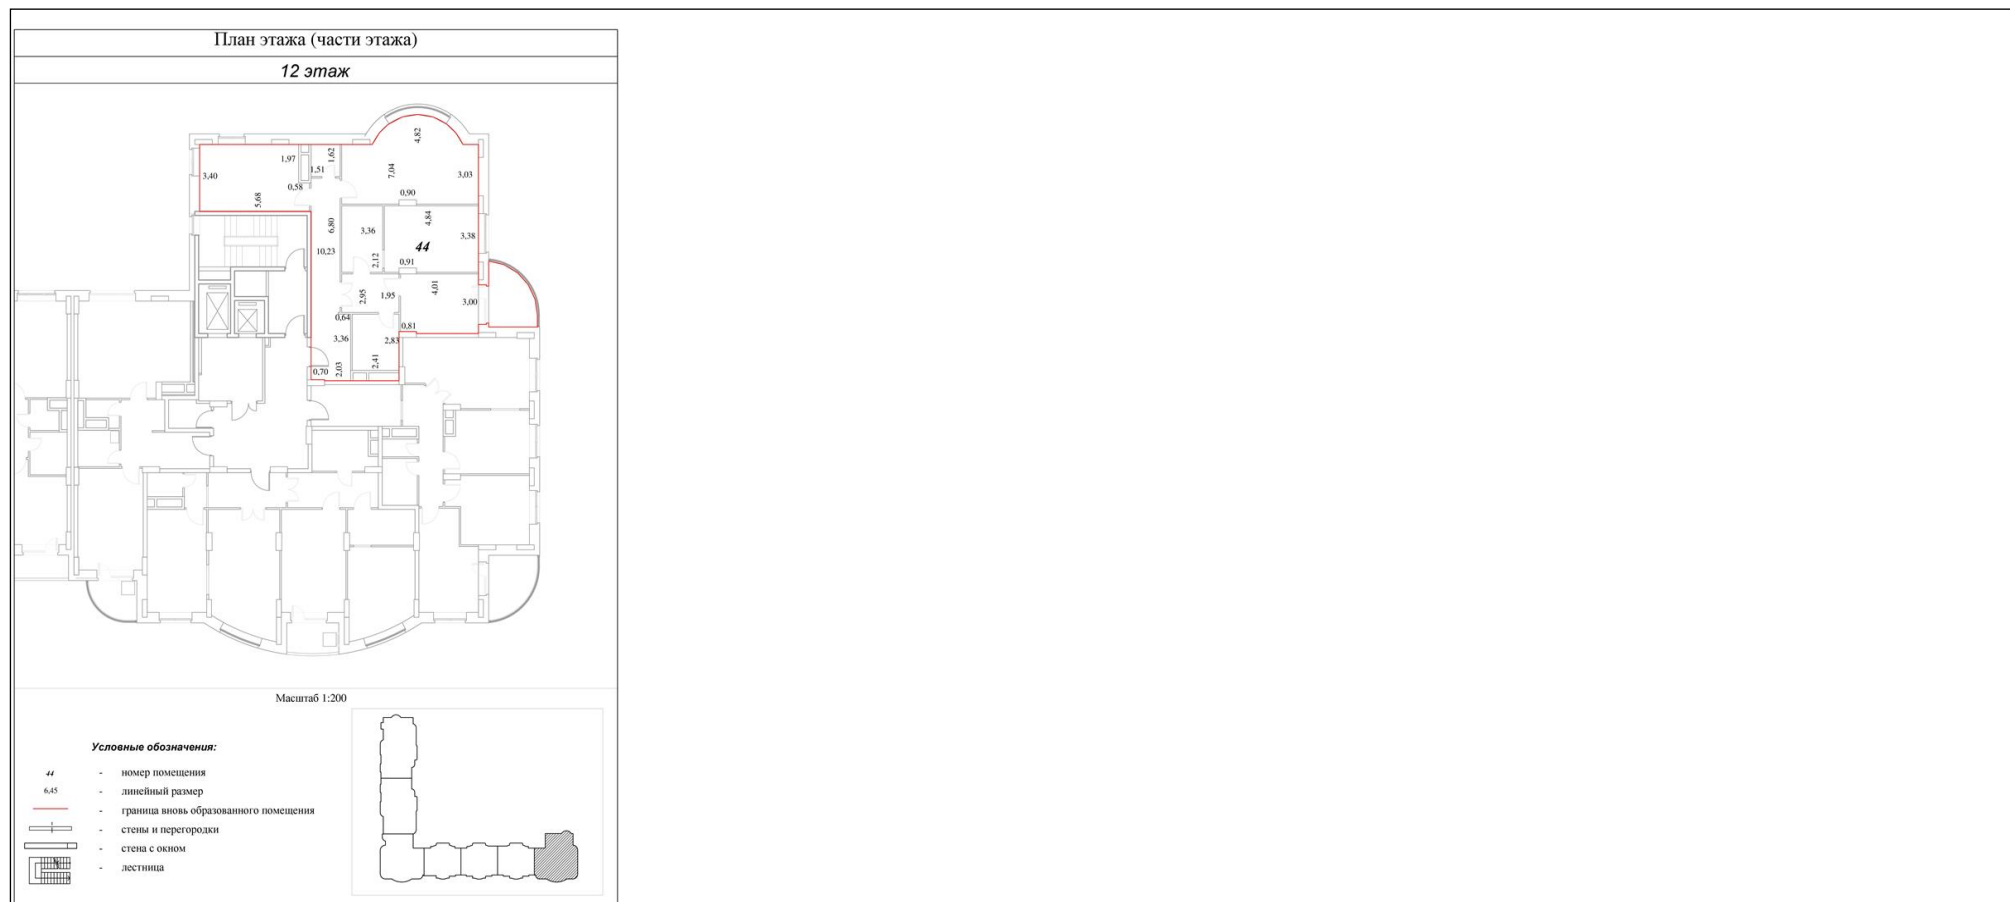 План этажа (части этажа)
12 этаж
4,82
1,97
1,62
3,40
1,51
7,04
3,03
0,58
5,68
0,90
6,80
4,84
3,36
3,38
44
10,23
2,12
0,91
2,95
1,95
4,01
3,00
0,64
0,81
3,36
2,83
2,41
0,70
2,03
Масштаб 1:200
Условные обозначения:
44 - номер помещения
6,45 - линейный размер
- граница вновь образованного помещения
- стены и перегородки
- стена с окном
- лестница